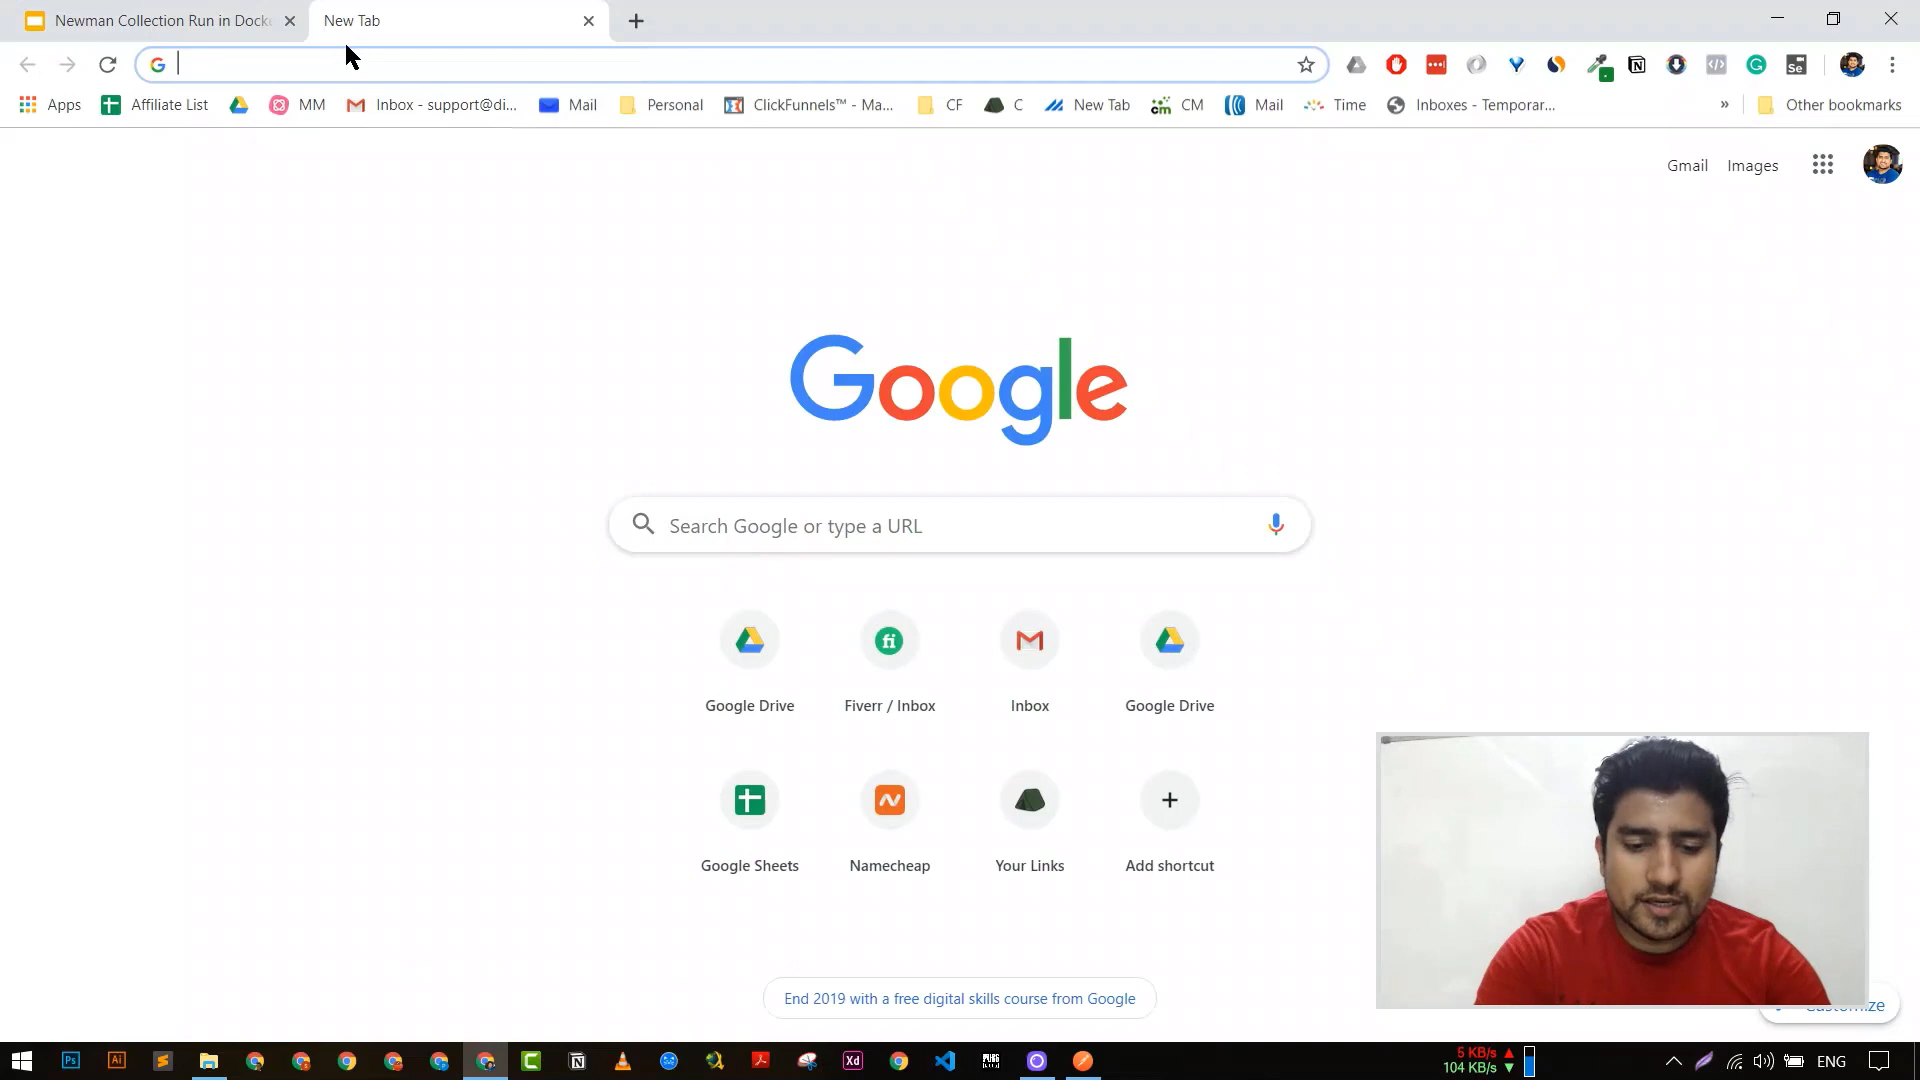 Newman Collection Run in Docke
New Tab
Apps
Affiliate List
MM
Inbox - support@di...
Mail
Personal
ClickFunnels™ - Ma...
CF
C
New Tab
CM
Mail
Time
Inboxes - Temporar...
»
Other bookmarks
Gmail
Images
Google
Search Google or type a URL
Google Drive
Fiverr / Inbox
Inbox
Google Drive
Google Sheets
Namecheap
Your Links
Add shortcut
End 2019 with a free digital skills course from Google
Customize
5 KB/s
104 KB/s
ENG